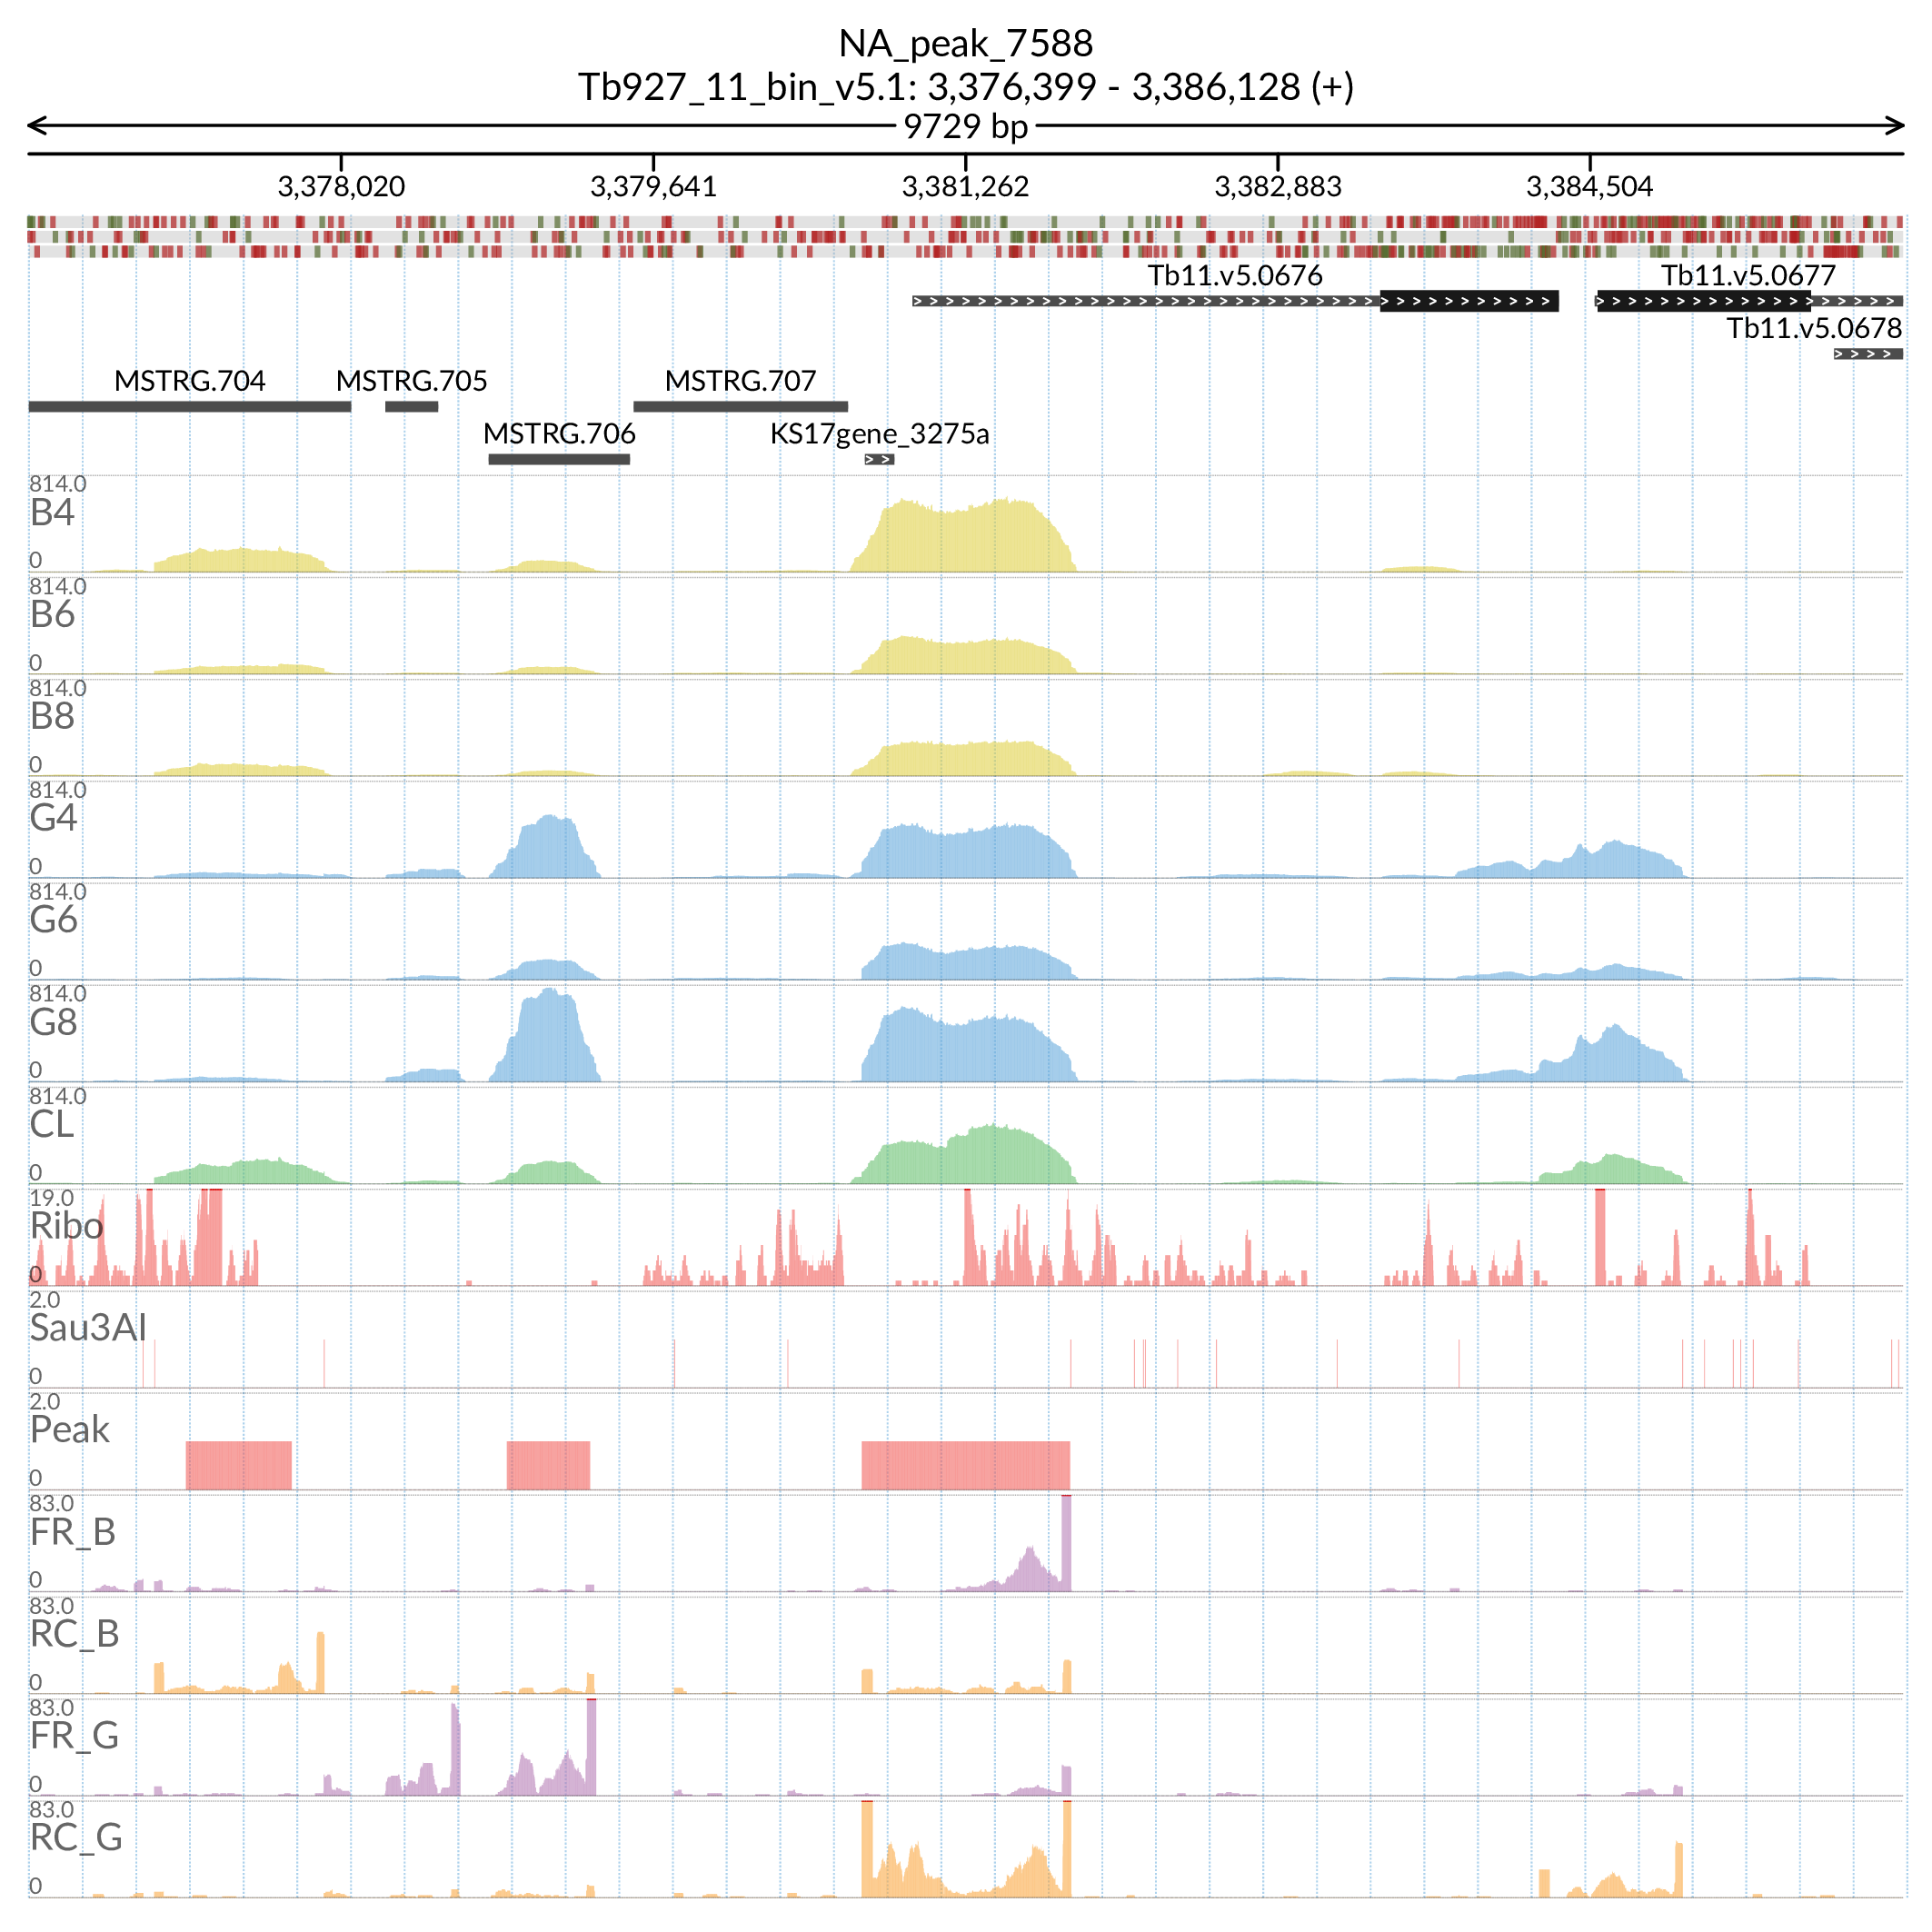 NA_peak_7588
Tb927_11_bin_v5.1: 3,376,399 - 3,386,128 (+)
9729 bp
3,378,020 3,379,641 3,381,262 3,382,883 3,384,504
Tb11.v5.0676 Tb11.v5.0677
Tb11.v5.0678
MSTRG.704 MSTRG.705 MSTRG.707
MSTRG.706 KS17gene_3275a
814.0
B4
0
814.0
B6
0
814.0
B8
0
814.0
G4
0
814.0
G6
0
814.0
G8
0
814.0
CL
0
19.0
Ribo
0
2.0
Sau3AI
0
2.0
Peak
0
83.0
FR_B
0
83.0
RC_B
0
83.0
FR_G
0
83.0
RC_G
0